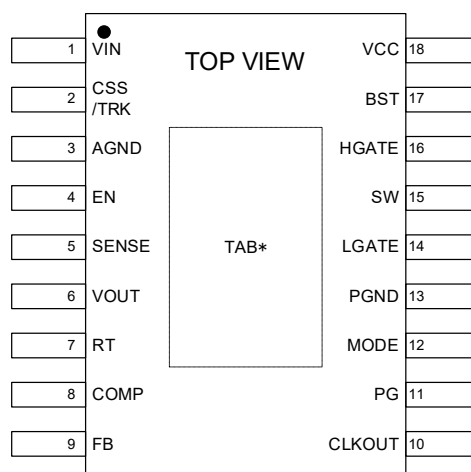 TOP VIEW
1 VIN
2 CSS
/TRK
3 AGND
4 EN
5 SENSE
6 VOUT
7 RT
8 COMP
9 FB
TAB*
VCC 18
BST 17
HGATE 16
SW 15
LGATE 14
PGND 13
MODE 12
PG 11
CLKOUT 10